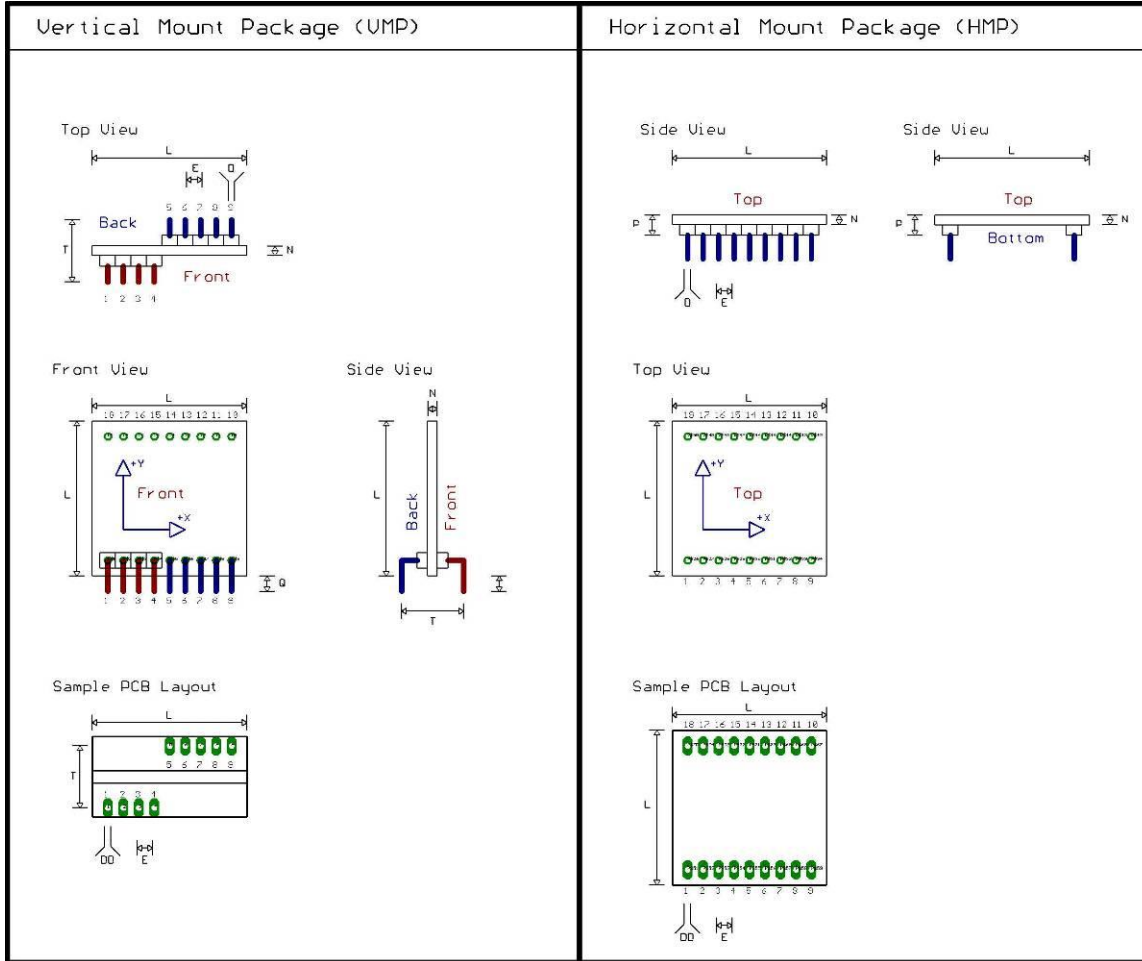 Vertical Mount Package (VMP)
Top View
L
E
D
5 6 7 8 9
Back
T
N
Front
1 2 3 4
Front View
L
18 17 16 15 14 13 12 11 10
+Y
L
Front
+X
Q
1 2 3 4 5 6 7 8 9
Side View
N
L
Back
Front
T
Sample PCB Layout
L
T
5 6 7 8 9
1 2 3 4
DD
E
Horizontal Mount Package (HMP)
Side View
L
Top
P
N
D
E
Side View
L
Top
P
N
Bottom
Top View
L
18 17 16 15 14 13 12 11 10
+Y
L
Top
+X
1 2 3 4 5 6 7 8 9
Sample PCB Layout
L
18 17 16 15 14 13 12 11 10
L
1 2 3 4 5 6 7 8 9
DD
E